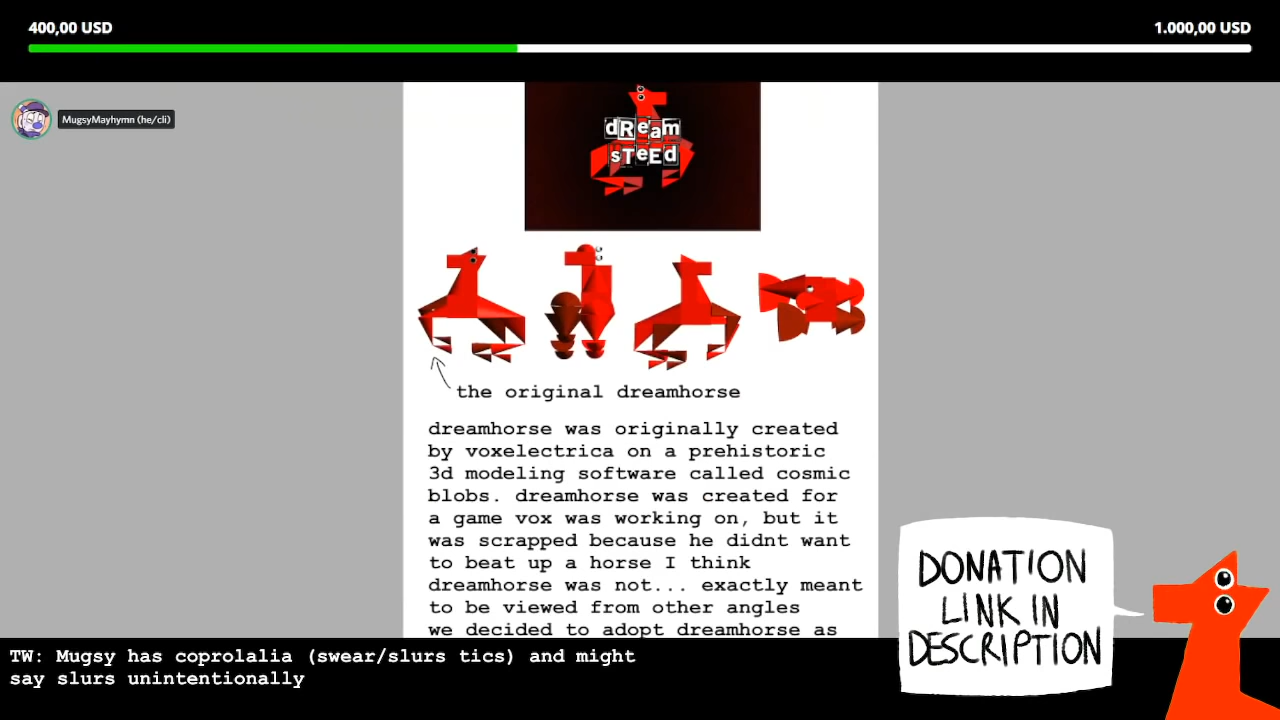 400,00 USD
1.000,00 USD
MugsyMayhymn (he/cli)
dReam
sTeEd
the original dreamhorse
dreamhorse was originally created
by voxelectrica on a prehistoric
3d modeling software called cosmic
blobs. dreamhorse was created for
a game vox was working on, but it
was scrapped because he didnt want
to beat up a horse I think
dreamhorse was not... exactly meant
to be viewed from other angles
we decided to adopt dreamhorse as
DONATION
LINK IN
DESCRIPTION
TW: Mugsy has coprolalia (swear/slurs tics) and might
say slurs unintentionally